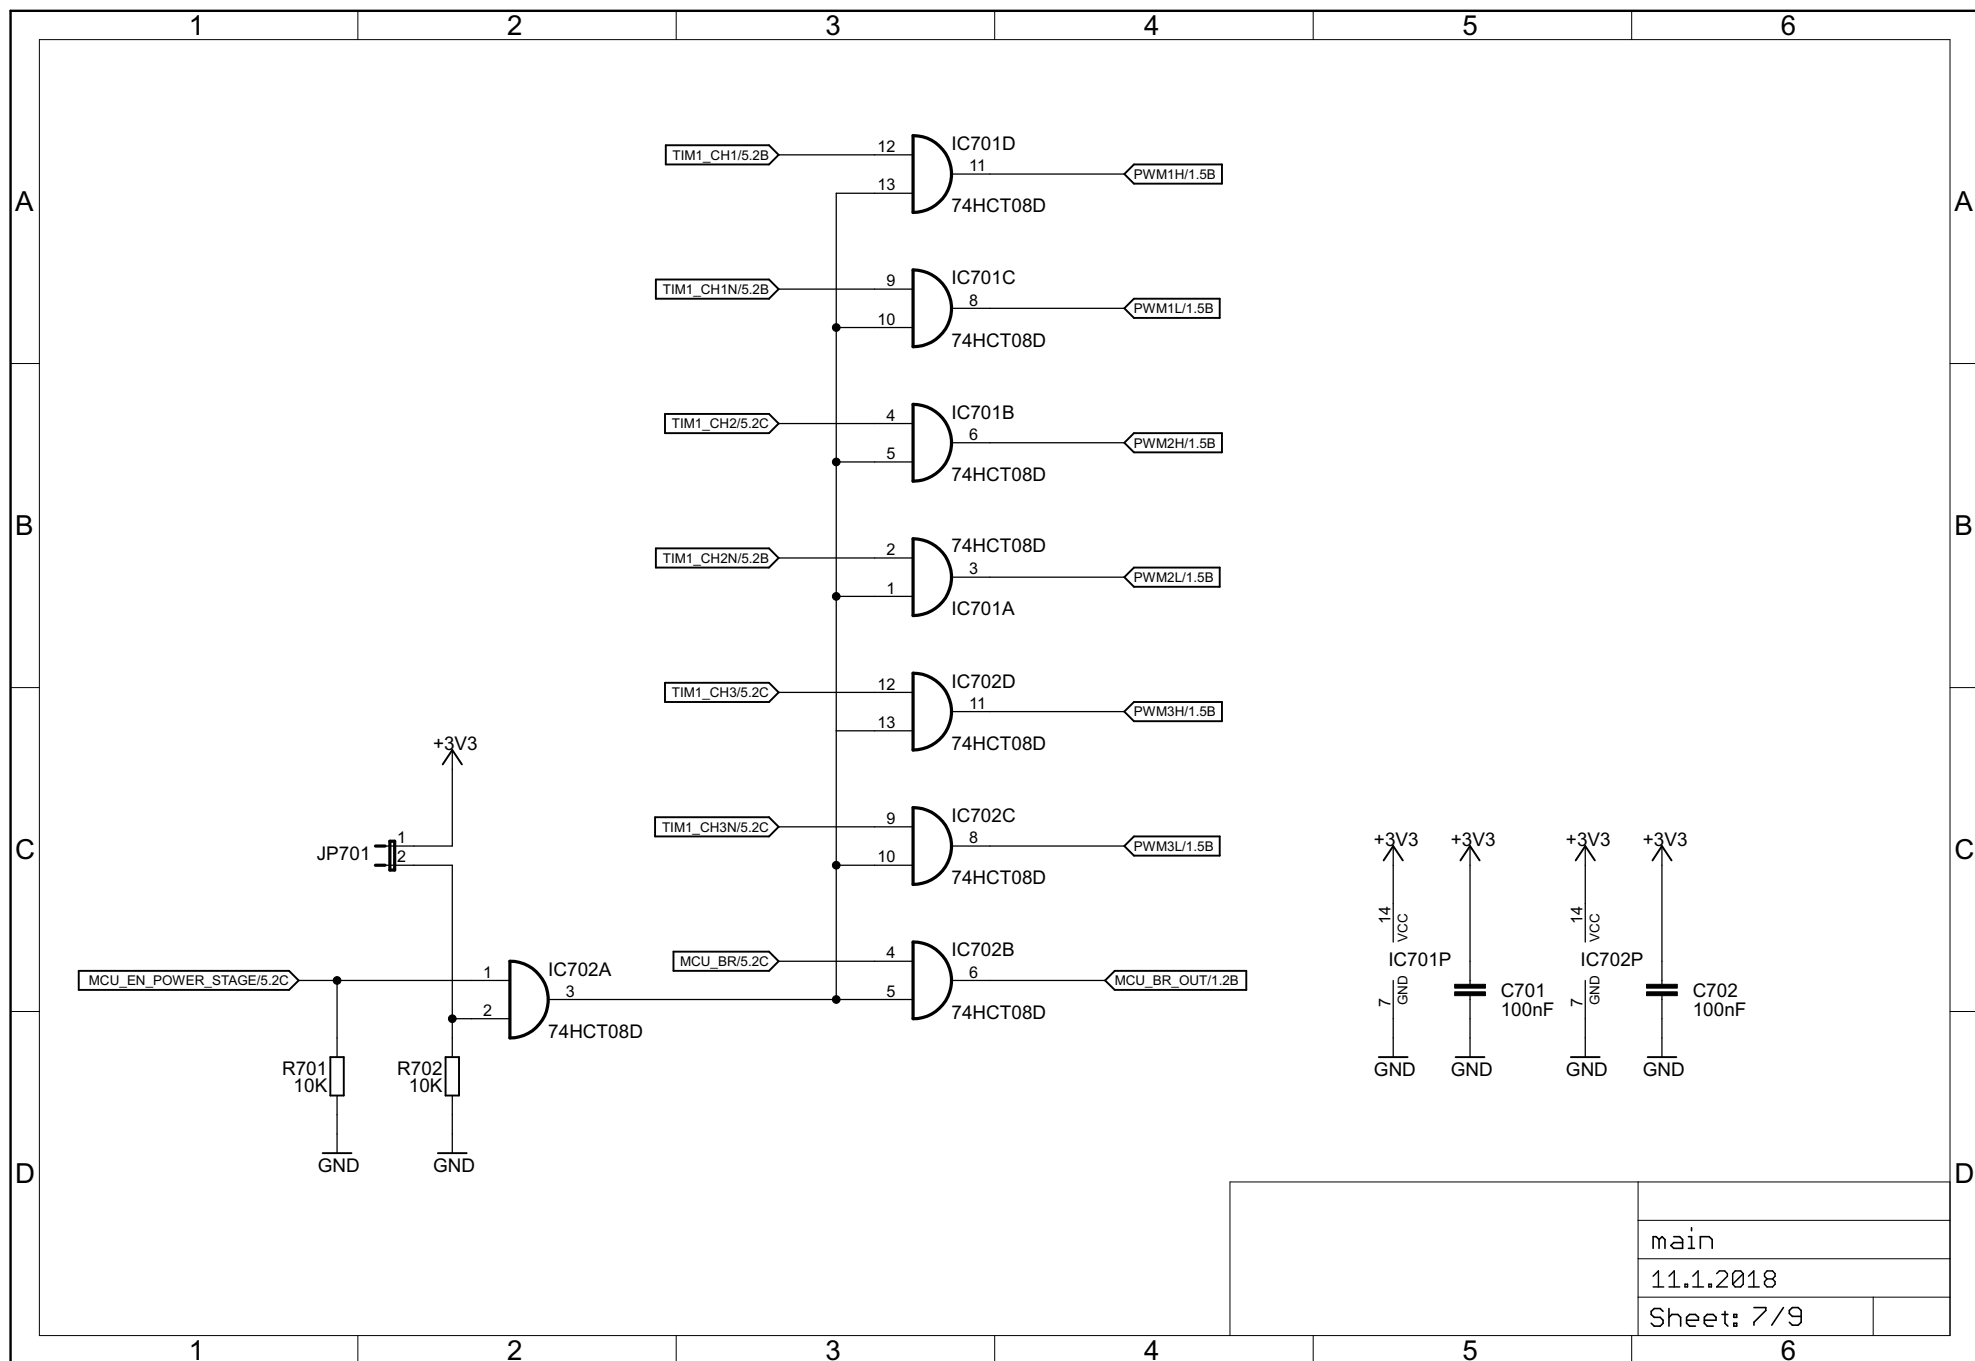 1 2 3 4 5 6
A A
B B
C C
D D
TIM1_CH1/5.2B
12
13
IC701D
11
74HCT08D
PWM1H/1.5B
TIM1_CH1N/5.2B
9
10
IC701C
8
74HCT08D
PWM1L/1.5B
TIM1_CH2/5.2C
4
5
IC701B
6
74HCT08D
PWM2H/1.5B
TIM1_CH2N/5.2B
2
1
74HCT08D
3
IC701A
PWM2L/1.5B
TIM1_CH3/5.2C
12
13
IC702D
11
74HCT08D
PWM3H/1.5B
TIM1_CH3N/5.2C
9
10
IC702C
8
74HCT08D
PWM3L/1.5B
MCU_BR/5.2C
4
5
IC702B
6
74HCT08D
MCU_BR_OUT/1.2B
+3V3
JP701
1
2
MCU_EN_POWER_STAGE/5.2C
1
2
IC702A
3
74HCT08D
R701
10K
GND
R702
10K
GND
+3V3 +3V3 +3V3 +3V3
14
VCC
IC701P
7
GND
GND
C701
100nF
GND
14
VCC
IC702P
7
GND
GND
C702
100nF
GND
main
11.1.2018
Sheet: 7/9
1 2 3 4 5 6